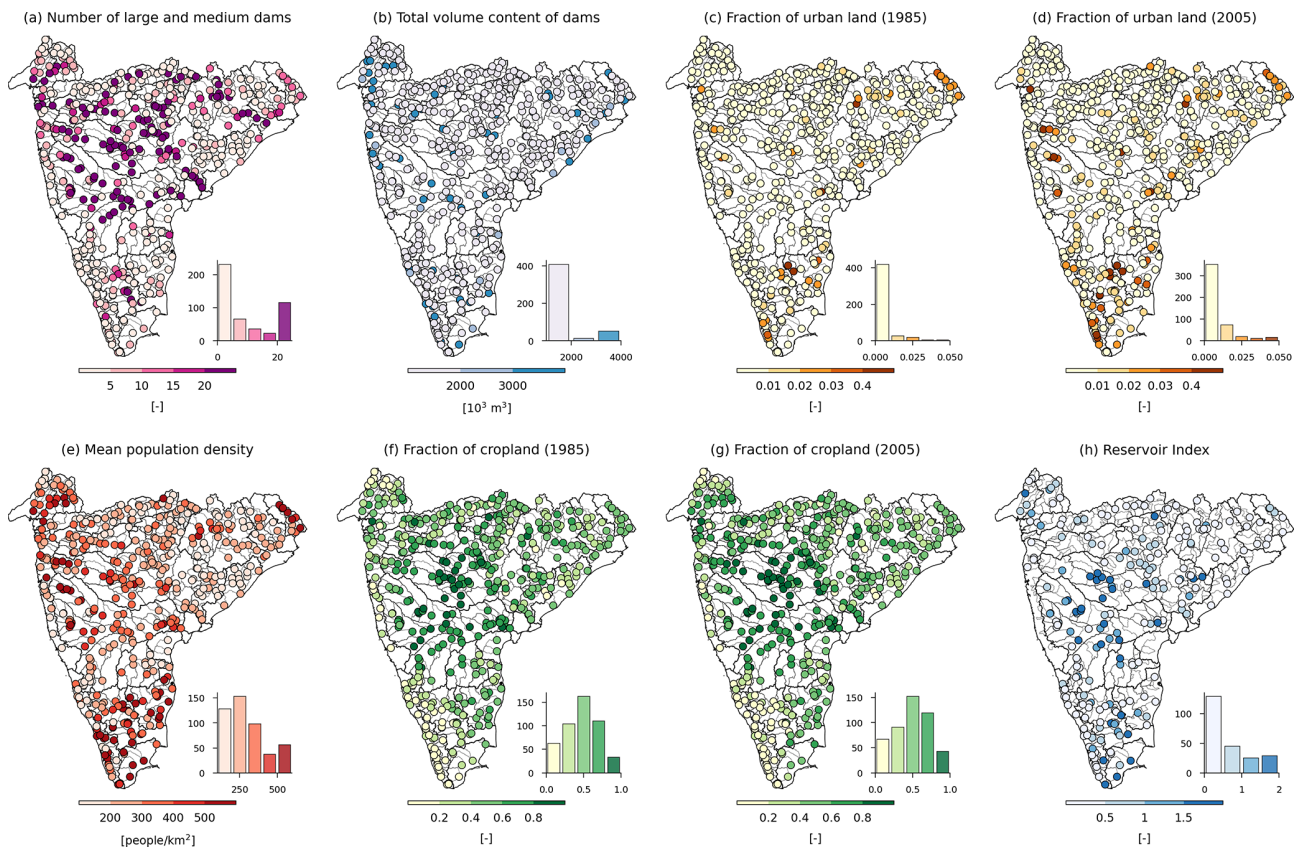 (a) Number of large and medium dams
(b) Total volume content of dams
(c) Fraction of urban land (1985)
(d) Fraction of urban land (2005)
200
100
0
0 20
5 10 15 20
[-]
400
200
0
2000 4000
2000 3000
[10³ m³]
400
200
0
0.000 0.025 0.050
0.01 0.02 0.03 0.4
[-]
300
200
100
0
0.000 0.025 0.050
0.01 0.02 0.03 0.4
[-]
(e) Mean population density
(f) Fraction of cropland (1985)
(g) Fraction of cropland (2005)
(h) Reservoir Index
150
100
50
0
250 500
200 300 400 500
[people/km²]
150
100
50
0
0.0 0.5 1.0
0.2 0.4 0.6 0.8
[-]
150
100
50
0
0.0 0.5 1.0
0.2 0.4 0.6 0.8
[-]
100
50
0
0 1 2
0.5 1 1.5
[-]